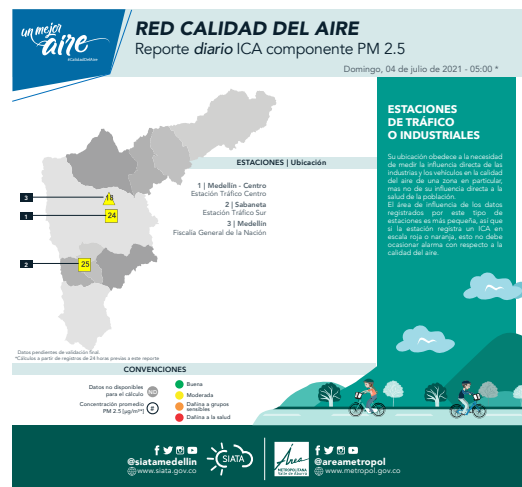 un mejor
aire
#CalidadDelAire
RED CALIDAD DEL AIRE
Reporte diario ICA componente PM 2.5
Domingo, 04 de julio de 2021 - 05:00 *
ESTACIONES
DE TRÁFICO
O INDUSTRIALES
Su ubicación obedece a la necesidad
de medir la influencia directa de las
industrias y los vehículos en la calidad
del aire de una zona en particular,
mas no de su influencia directa a la
salud de la población.
El área de influencia de los datos
registrados por este tipo de
estaciones es más pequeña, así que
si la estación registra un ICA en
escala roja o naranja, esto no debe
ocasionar alarma con respecto a la
calidad del aire.
ESTACIONES | Ubicación
1 | Medellín - Centro
Estación Tráfico Centro
2 | Sabaneta
Estación Tráfico Sur
3 | Medellín
Fiscalía General de la Nación
3
18
1
24
2
25
Datos pendientes de validación final.
*Cálculos a partir de registros de 24 horas previas a este reporte
CONVENCIONES
Datos no disponibles
para el cálculo
Concentración promedio
PM 2.5
#
Buena
Moderada
Dañina a grupos
sensibles
Dañina a la salud
@siatamedellin
www.siata.gov.co
SIATA
Área
METROPOLITANA
Valle de Aburrá
@areametropol
www.metropol.gov.co